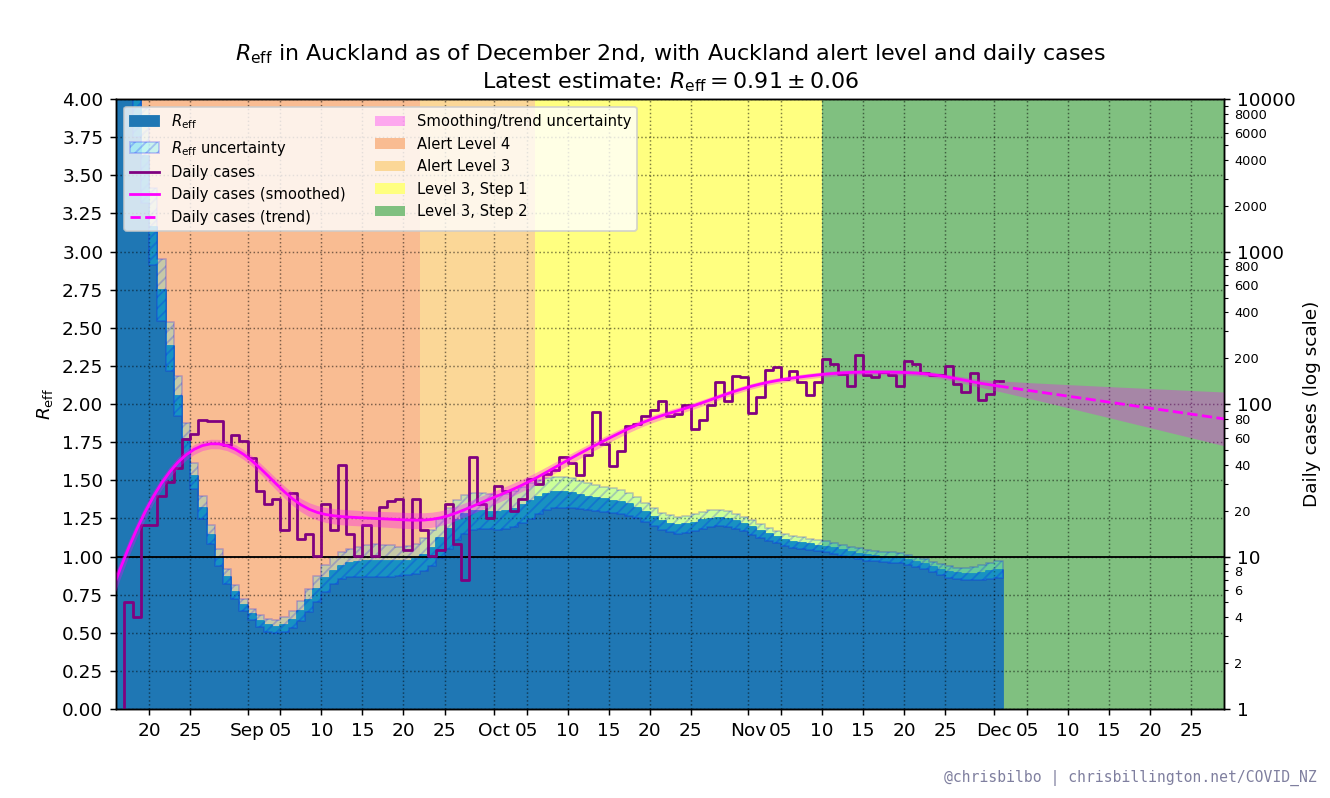 R_eff in Auckland as of December 2nd, with Auckland alert level and daily cases
Latest estimate: R_eff = 0.91 ± 0.06
R_eff
R_eff uncertainty
Daily cases
Daily cases (smoothed)
Daily cases (trend)
Smoothing/trend uncertainty
Alert Level 4
Alert Level 3
Level 3, Step 1
Level 3, Step 2
4.00
3.75
3.50
3.25
3.00
2.75
2.50
2.25
2.00
1.75
1.50
1.25
1.00
0.75
0.50
0.25
0.00
R_eff
10000
8000
6000
4000
2000
1000
800
600
400
200
100
80
60
40
20
10
8
6
4
2
1
Daily cases (log scale)
20 25 Sep 05 10 15 20 25 Oct 05 10 15 20 25 Nov 05 10 15 20 25 Dec 05 10 15 20 25
@chrisbilbo | chrisbillington.net/COVID_NZ